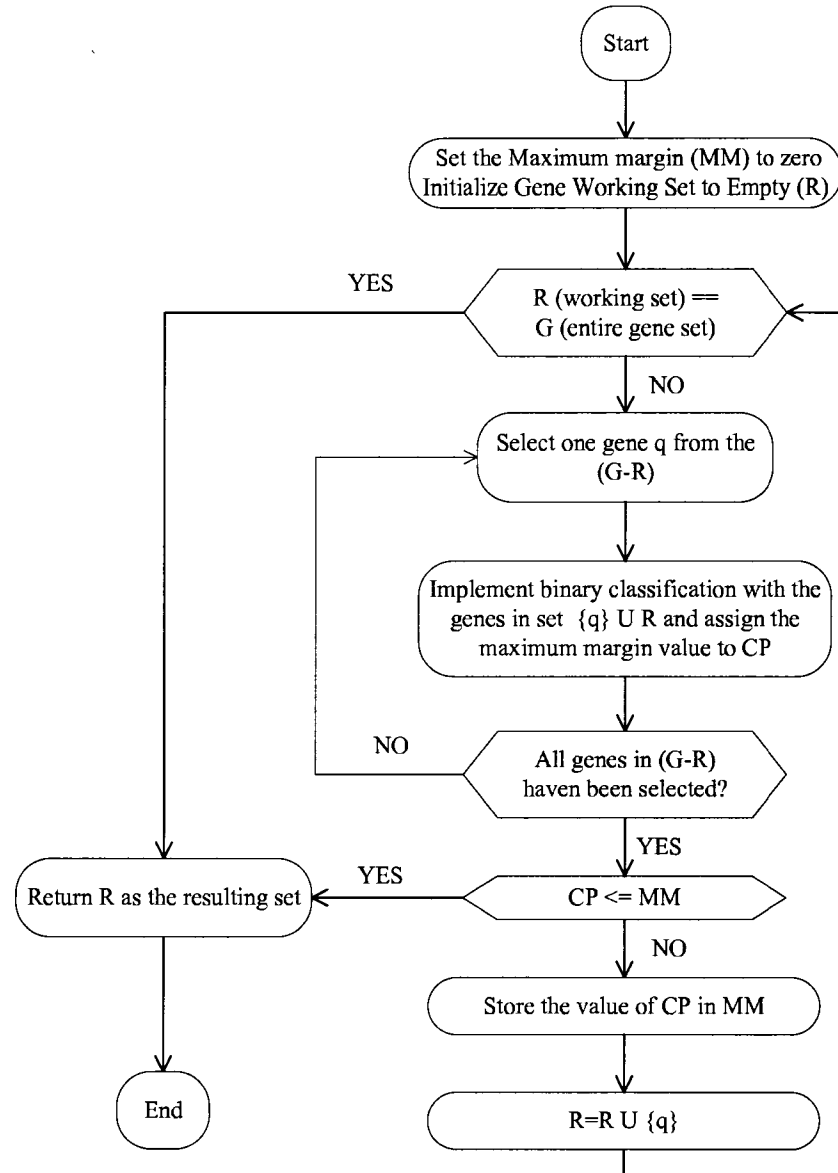 Start
Set the Maximum margin (MM) to zero
Initialize Gene Working Set to Empty (R)
YES
R (working set) ==
G (entire gene set)
NO
Select one gene q from the
(G-R)
Implement binary classification with the
genes in set {q} U R and assign the
maximum margin value to CP
NO
All genes in (G-R)
haven been selected?
YES
YES
Return R as the resulting set
CP <= MM
NO
Store the value of CP in MM
End
R=R U {q}